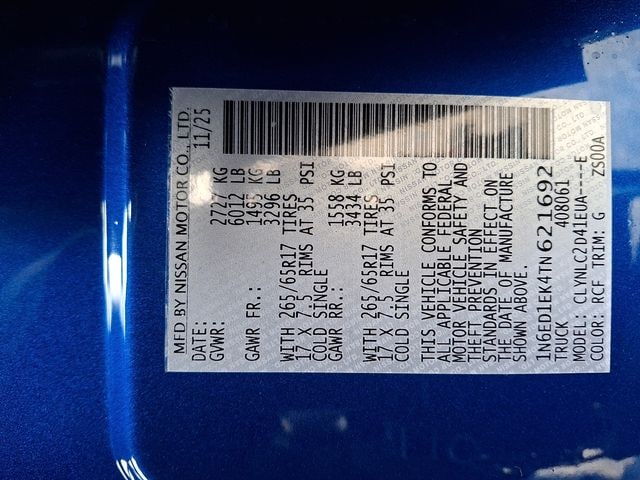 MFD BY NISSAN MOTOR CO., LTD.
DATE: 11/25
GVWR: 2727 KG
6012 LB
GAWR FR.: 1495 KG
3296 LB
WITH 265/65R17 TIRES
17 X 7.5 RIMS AT 35 PSI
COLD SINGLE
GAWR RR.: 1558 KG
3434 LB
WITH 265/65R17 TIRES
17 X 7.5 RIMS AT 35 PSI
COLD SINGLE
THIS VEHICLE CONFORMS TO
ALL APPLICABLE FEDERAL
MOTOR VEHICLE SAFETY AND
THEFT PREVENTION
STANDARDS IN EFFECT ON
THE DATE OF MANUFACTURE
SHOWN ABOVE.
1N6ED1EK4TN621692
TRUCK 408061
MODEL: CLYNLC2D41EUA----E
COLOR: RCF TRIM: G ZS00A